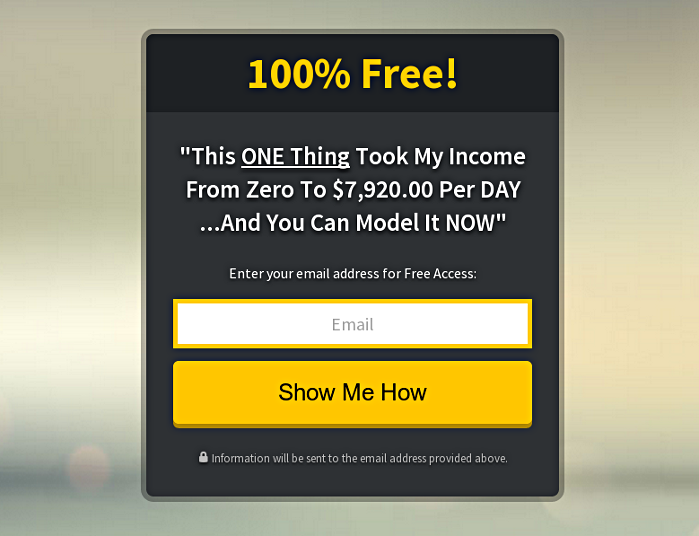 100% Free!
"This ONE Thing Took My Income
From Zero To $7,920.00 Per DAY
...And You Can Model It NOW"
Enter your email address for Free Access:
Email
Show Me How
Information will be sent to the email address provided above.